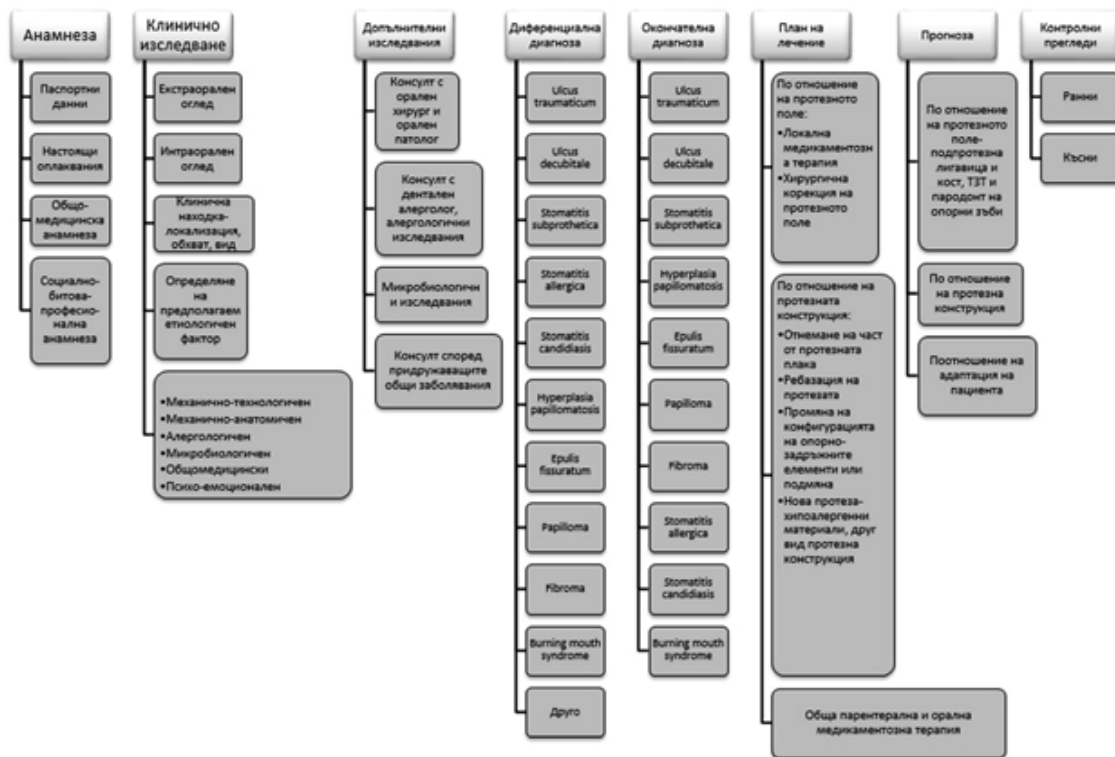 Анамнеза
Паспортни
данни
Настоящи
оплаквания
Общо-
медицинска
анамнеза
Социално-
битова-
професио-
нална
анамнеза
Клинично
изследване
Екстраорален
оглед
Интраорален
оглед
Клинична
находка-
локализация,
обхват, вид
Определяне
на
предполагаем
етиологичен
фактор
•Механично-технологичен
•Механично-анатомичен
•Алергологичен
•Микробиологичен
•Общомедицински
•Психо-емоционален
Допълнителни
изследвания
Консулт с
орален
хирург и
орален
патолог
Консулт с
дентален
алерголог,
алергологични
изследвания
Микробиологичн
и изследвания
Консулт според
придружаващите
общи заболявания
Диференциална
диагноза
Ulcus
traumaticum
Ulcus
decubitale
Stomatitis
subprothetica
Stomatitis
allergica
Stomatitis
candidiasis
Hyperplasia
papillomatosis
Epulis
fissuratum
Papilloma
Fibroma
Burning mouth
syndrome
Друго
Окончателна
диагноза
Ulcus
traumaticum
Ulcus
decubitale
Stomatitis
subprothetica
Hyperplasia
papillomatosis
Epulis
fissuratum
Papilloma
Fibroma
Stomatitis
allergica
Stomatitis
candidiasis
Burning mouth
syndrome
План на
лечение
По отношение
на протезното
поле:
•Локална
медикаментозн
а терапия
•Хирургична
корекция на
протезното
поле
По отношение на
протезната
конструкция:
•Отнемане на част
от протезната
плака
•Ребазация на
протезата
•Промяна на
конфигурацията
на опорно-
задръжните
елементи или
подмяна
•Нова протеза-
хипоалергенни
материали, друг
вид протезна
конструкция
Обща парентерална и орална
медикаментозна терапия
Прогноза
По отношение
на протезното
поле-
подпротезна
лигавица и
кост, ТЗТ и
пародонт на
опорни зъби
По отношение
на протезна
конструкция
Поотношение на
адаптация на
пациента
Контролни
прегледи
Ранни
Късни